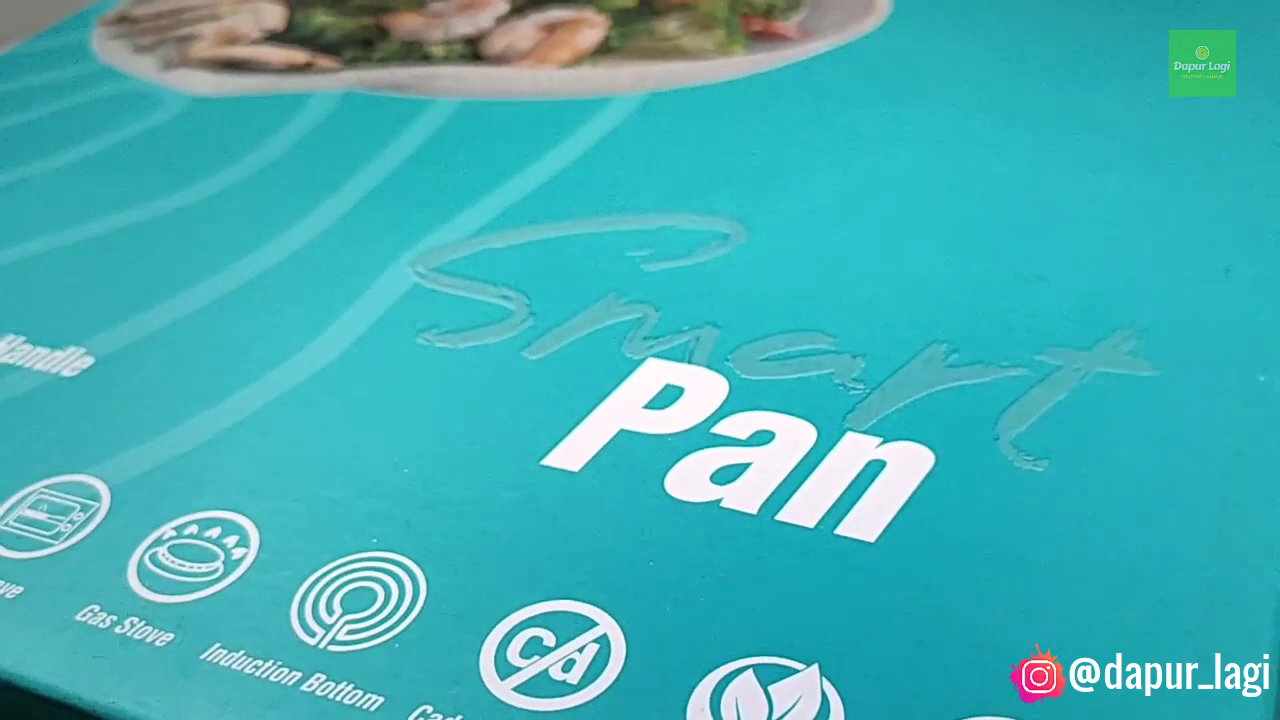 Dapur Lagi
Smart
Pan
Handle
Gas Stove
Induction Bottom
cd
@dapur_lagi